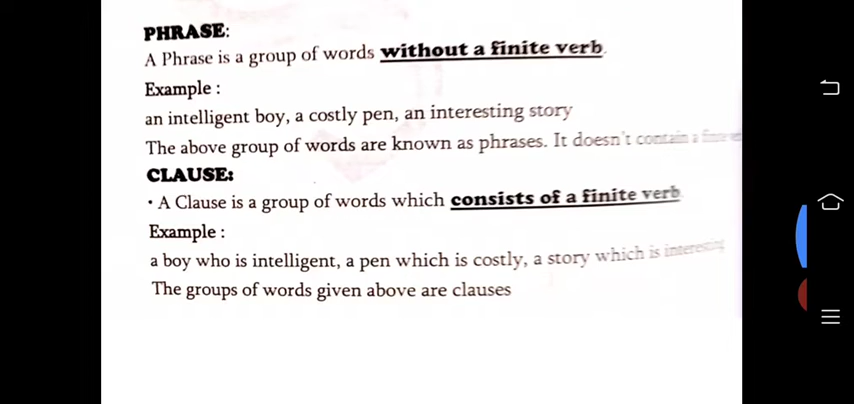 PHRASE:
A Phrase is a group of words without a finite verb.
Example :
an intelligent boy, a costly pen, an interesting story
The above group of words are known as phrases. It doesn't contain a finite
CLAUSE:
• A Clause is a group of words which consists of a finite verb
Example :
a boy who is intelligent, a pen which is costly, a story which is interesting
The groups of words given above are clauses